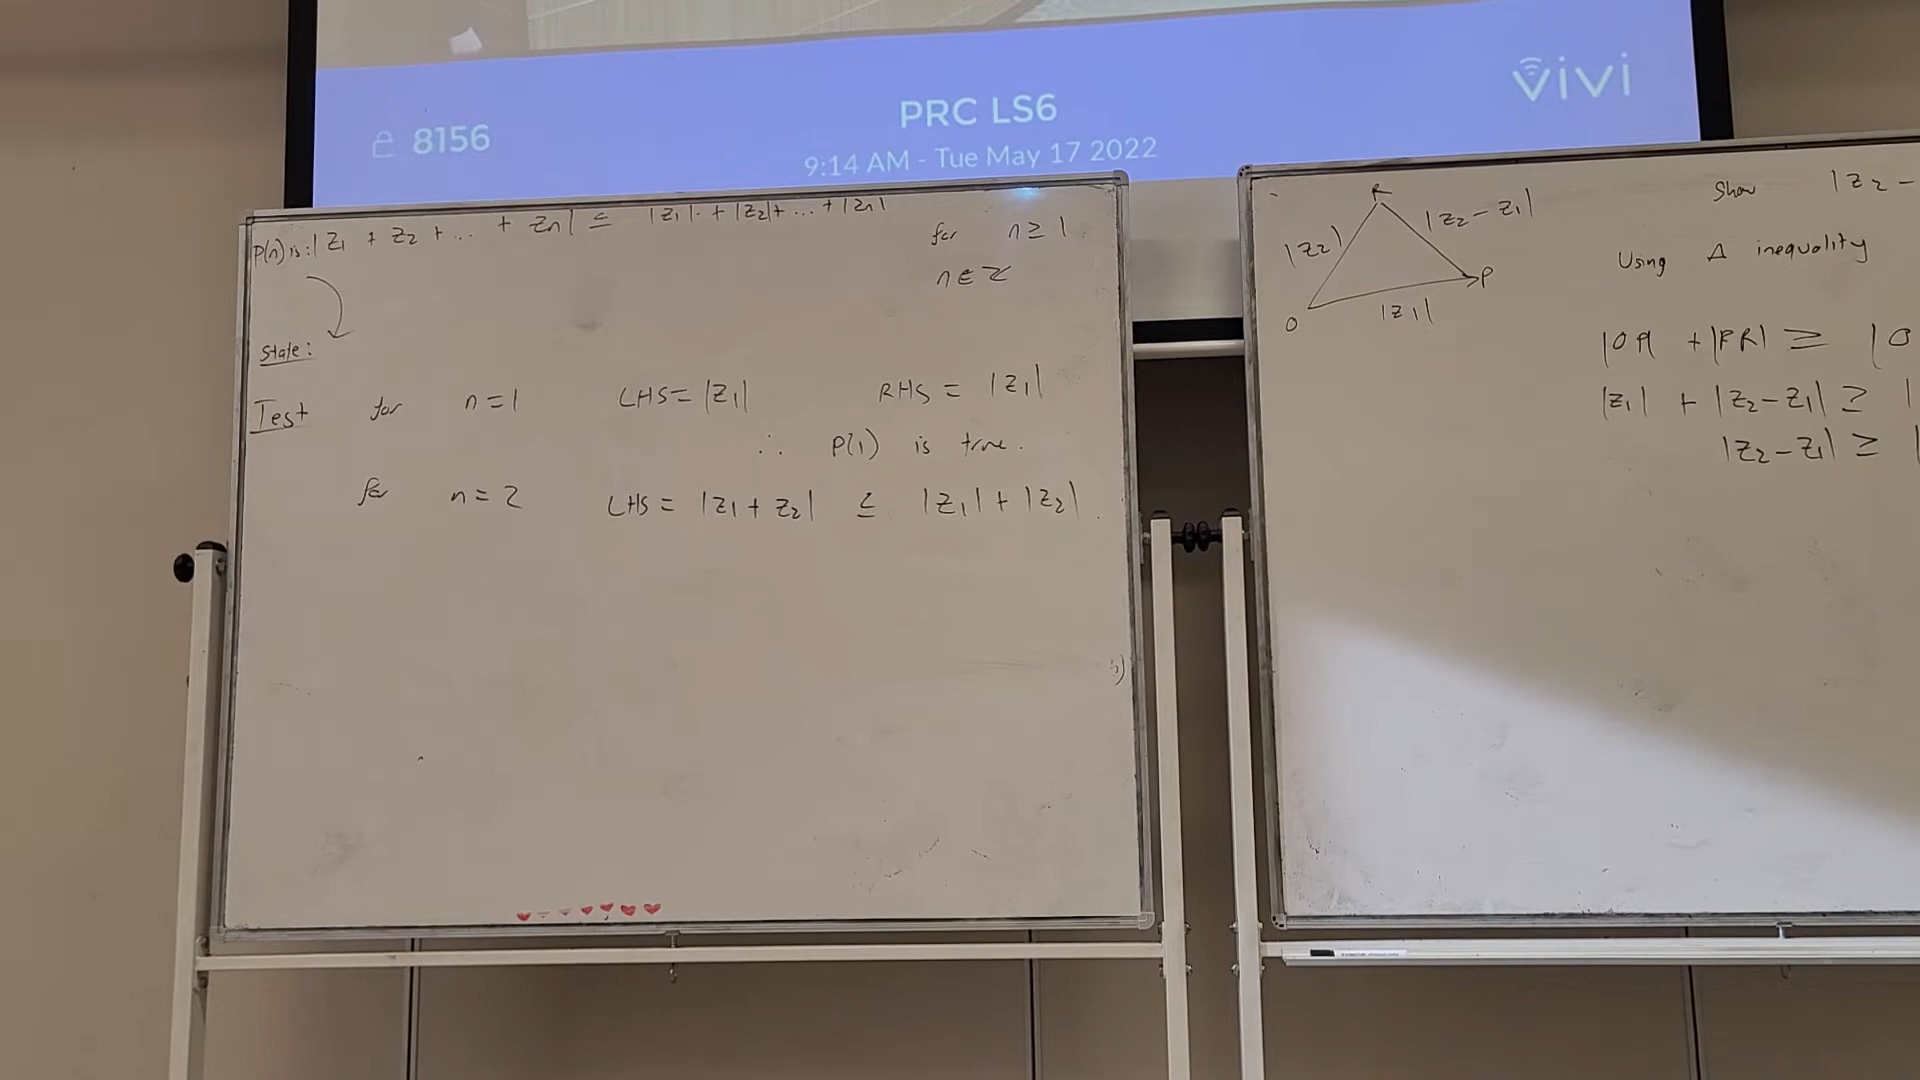 vivi
PRC LS6
8156
9:14 AM - Tue May 17 2022
P(n) is: |z₁ + z₂ + ... + zn| ≤ |z₁| + |z₂| + ... + |zn| for n ≥ 1
n ∈ ℤ
State:
Test for n = 1 LHS = |z₁| RHS = |z₁|
∴ P(1) is true.
for n = 2 LHS = |z₁ + z₂| ≤ |z₁| + |z₂|
R
|z₂| |z₂ - z₁|
P
O |z₁|
Show |z₂ -
Using Δ inequality
|OP| + |PR| ≥ |O
|z₁| + |z₂ - z₁| ≥ |
|z₂ - z₁| ≥ |